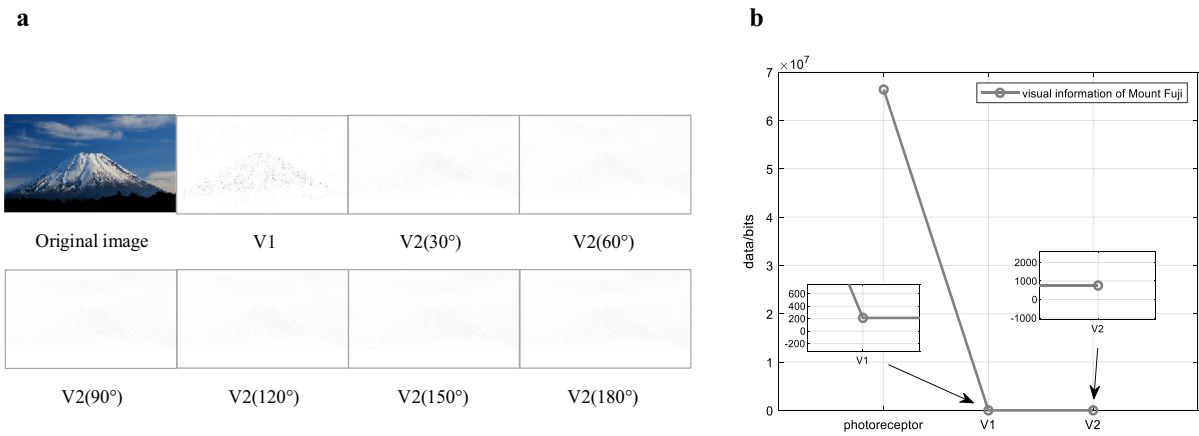 a
Original image
V1
V2(30°)
V2(60°)
V2(90°)
V2(120°)
V2(150°)
V2(180°)
b
×10⁷
7
6
5
4
3
2
1
0
data/bits
visual information of Mount Fuji
600
400
200
0
-200
V1
2000
1000
0
-1000
V2
photoreceptor
V1
V2